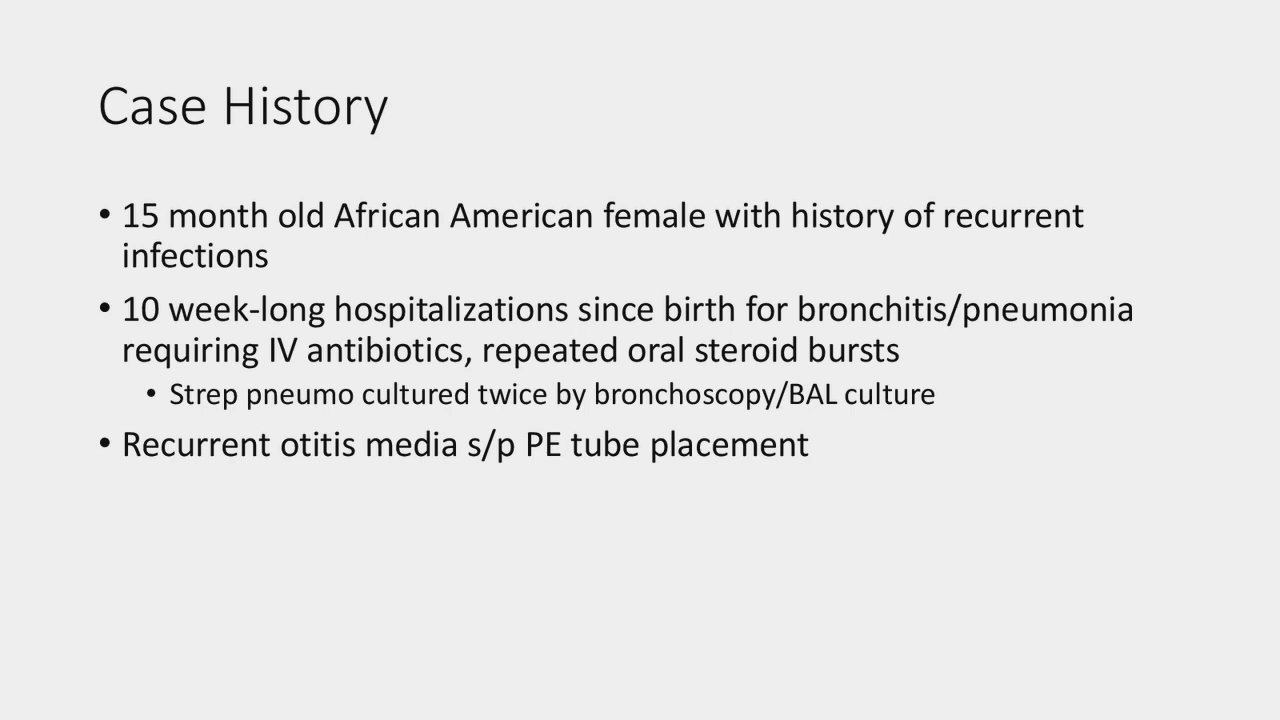 Case History
• 15 month old African American female with history of recurrent
infections
• 10 week-long hospitalizations since birth for bronchitis/pneumonia
requiring IV antibiotics, repeated oral steroid bursts
• Strep pneumo cultured twice by bronchoscopy/BAL culture
• Recurrent otitis media s/p PE tube placement